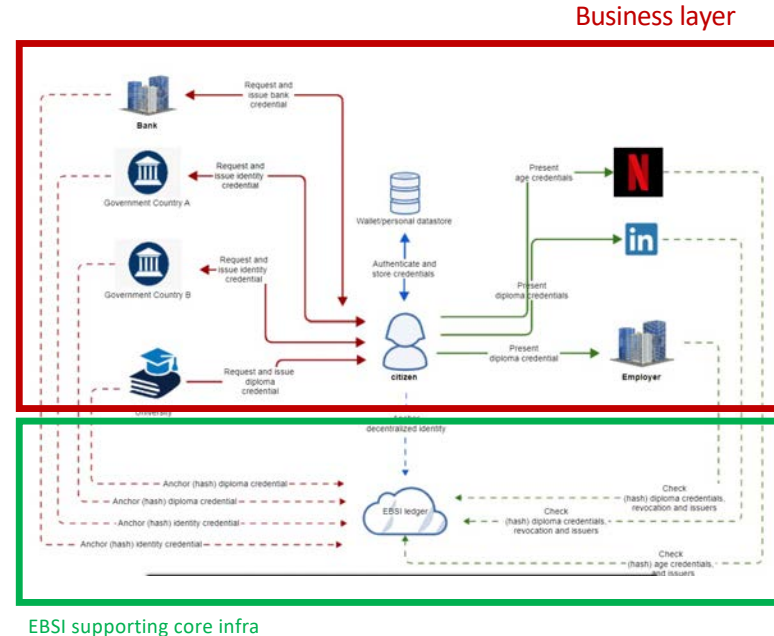 Business layer
Request and
issue bank
credential
Bank
Request and
issue identity
credential
Government Country A
Request and
issue identity
credential
Government Country B
Request and issue
diploma
credential
University
Wallet/personal datastore
Authenticate and
store credentials
citizen
Present
age credentials
N
in
Present
diploma credentials
Present
diploma credential
Employer
Anchor
decentralized identity
Anchor (hash) diploma credential
Anchor (hash) diploma credential
Anchor (hash) identity credential
Anchor (hash) identity credential
EBSI ledger
Check
(hash) diploma credentials,
revocation and issuers
Check
(hash) diploma credentials,
revocation and issuers
Check
(hash) age credentials,
and issuers
EBSI supporting core infra